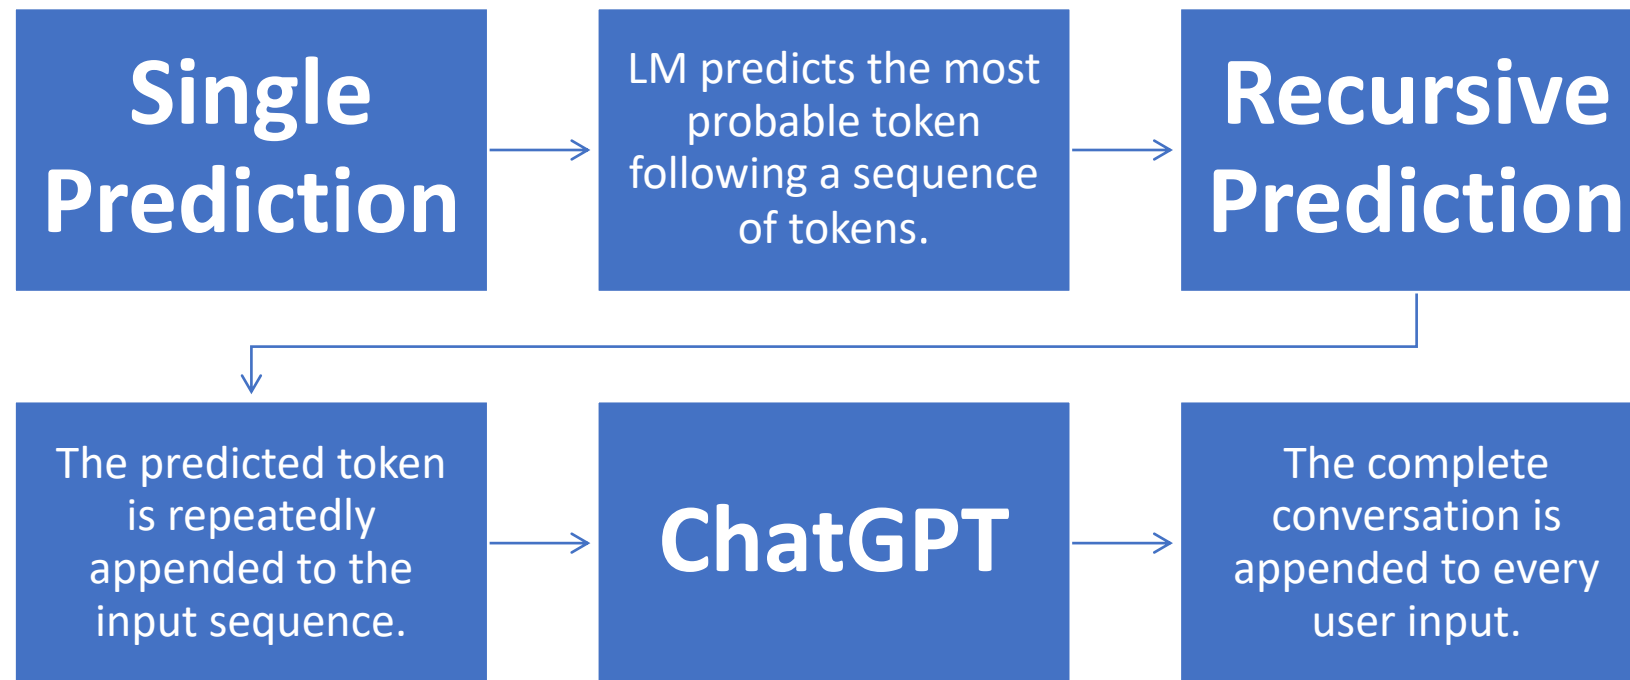 Single
Prediction
LM predicts the most
probable token
following a sequence
of tokens.
Recursive
Prediction
The predicted token
is repeatedly
appended to the
input sequence.
ChatGPT
The complete
conversation is
appended to every
user input.